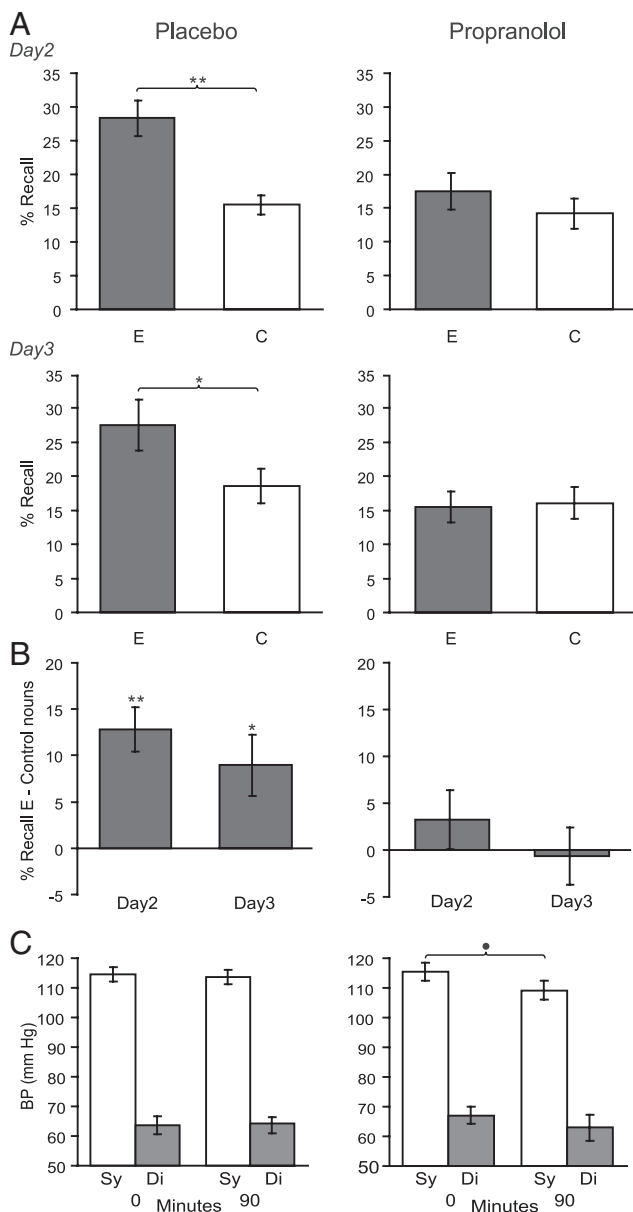 A
Placebo Propranolol
Day2
% Recall
35 30 25 20 15 10 5 0
**
E C
35 30 25 20 15 10 5 0
E C
Day3
% Recall
35 30 25 20 15 10 5 0
*
E C
35 30 25 20 15 10 5 0
E C
B
% Recall E - Control nouns
20 15 10 5 0 -5
** *
Day2 Day3
20 15 10 5 0 -5
Day2 Day3
C
BP (mm Hg)
120 110 100 90 80 70 60 50
Sy Di Sy Di
0 Minutes 90
120 110 100 90 80 70 60 50
Sy Di Sy Di
0 Minutes 90